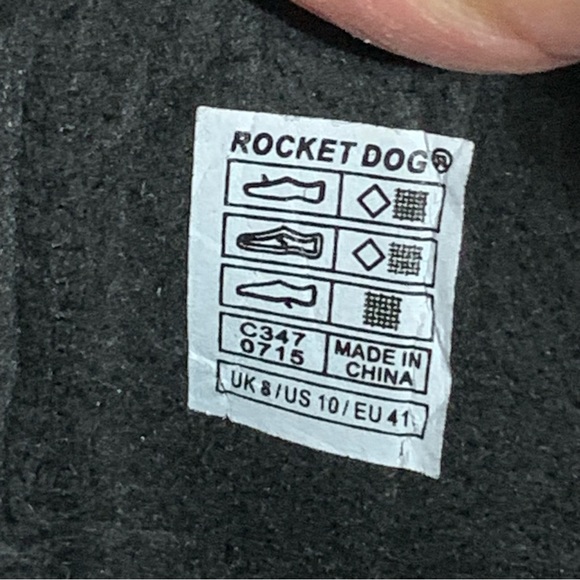 ROCKET DOG®
C347
0715
MADE IN
CHINA
UK 8/US 10/EU 41